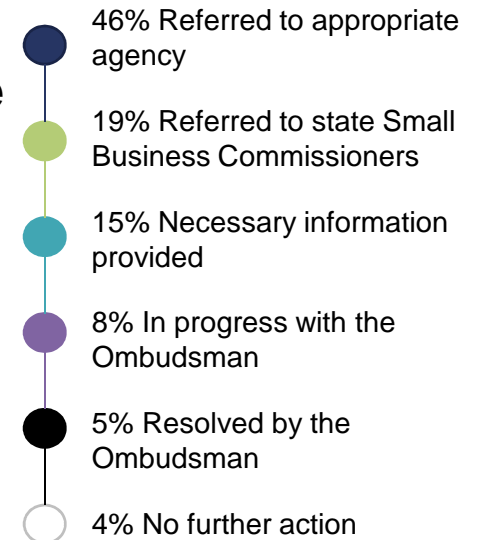 46% Referred to appropriate
agency
19% Referred to state Small
Business Commissioners
15% Necessary information
provided
8% In progress with the
Ombudsman
5% Resolved by the
Ombudsman
4% No further action